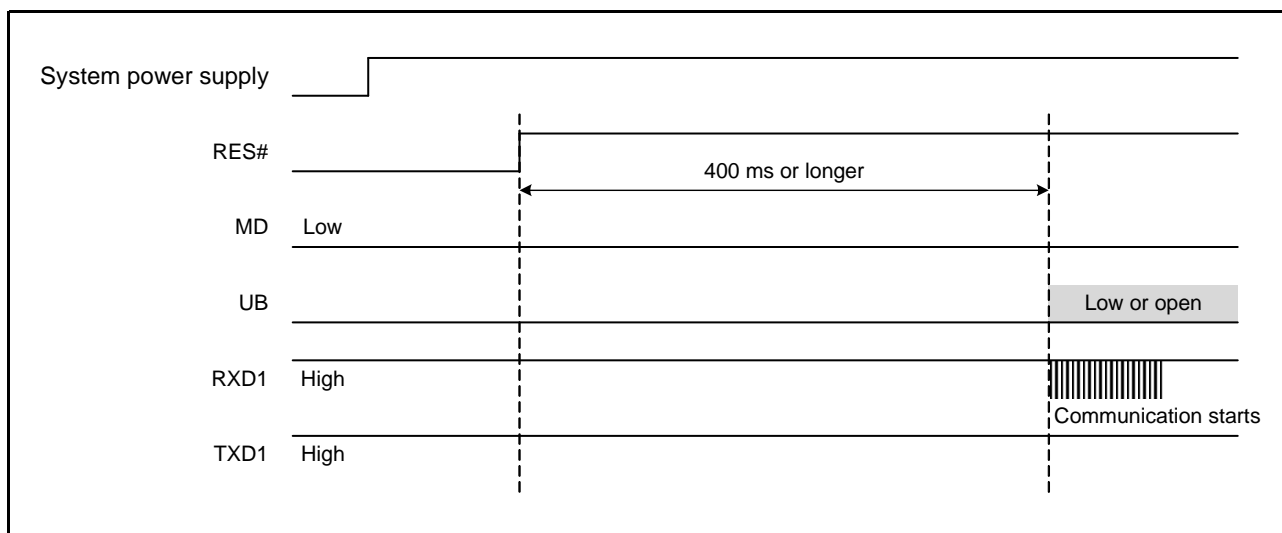 System power supply
RES#
400 ms or longer
MD Low
UB Low or open
RXD1 High
Communication starts
TXD1 High